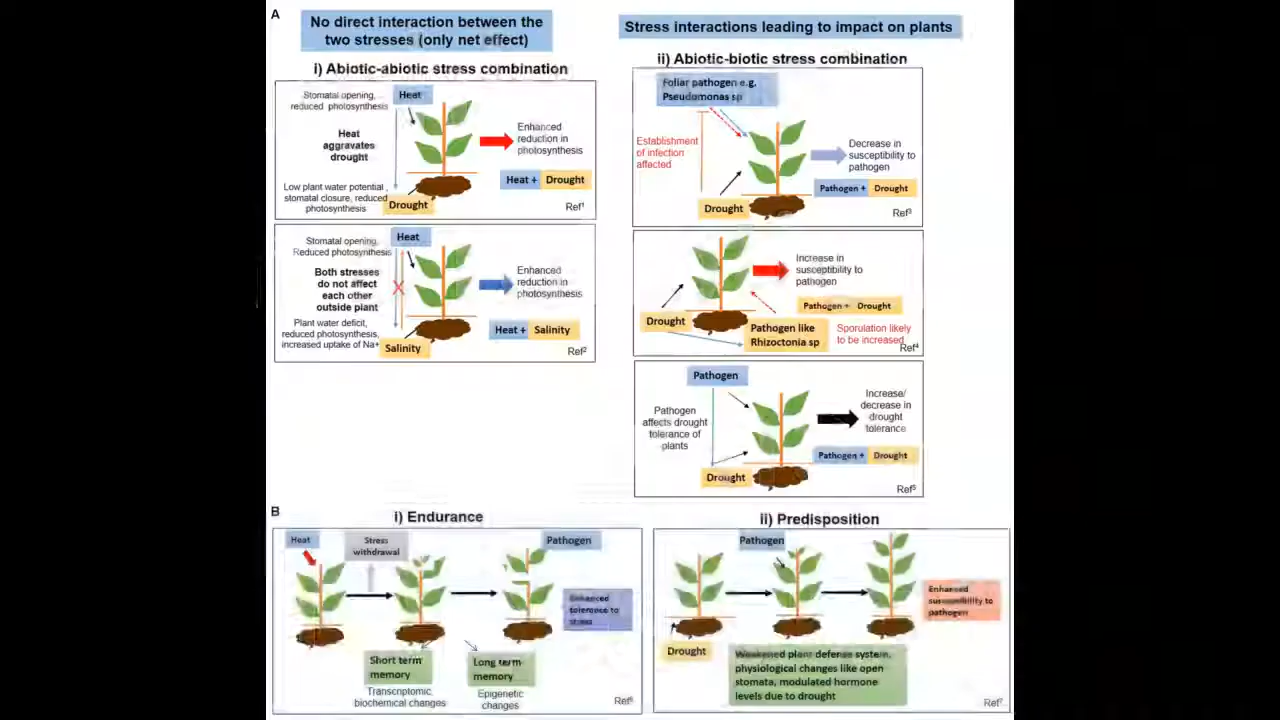 A
No direct interaction between the
two stresses (only net effect)
i) Abiotic-abiotic stress combination
Stomatal opening,
reduced photosynthesis
Heat
Heat
aggravates
drought
Low plant water potential ,
stomatal closure, reduced
photosynthesis
Drought
Enhanced
reduction in
photosynthesis
Heat + Drought
Ref1
Stomatal opening,
Reduced photosynthesis
Heat
Both stresses
do not affect
each other
outside plant
X
Plant water deficit,
reduced photosynthesis,
increased uptake of Na+
Salinity
Enhanced
reduction in
photosynthesis
Heat + Salinity
Ref2
Stress interactions leading to impact on plants
ii) Abiotic-biotic stress combination
Foliar pathogen e.g,
Pseudomonas sp
Establishment
of infection
affected
Drought
Decrease in
susceptibility to
pathogen
Pathogen + Drought
Ref3
Drought
Pathogen like
Rhizoctonia sp
Increase in
susceptibility to
pathogen
Pathogen + Drought
Sporulation likely
to be increased
Ref4
Pathogen
Pathogen
affects drought
tolerance of
plants
Drought
Increase/
decrease in
drought
tolerance
Pathogen + Drought
Ref5
B
i) Endurance
Heat
Stress
withdrawal
Pathogen
Enhanced
tolerance to
stress
Short term
memory
Transcriptomic
biochemical changes
Long term
memory
Epigenetic
changes
Ref6
ii) Predisposition
Pathogen
Drought
Enhanced
susceptibility to
pathogen
Weakened plant defense system,
physiological changes like open
stomata, modulated hormone
levels due to drought
Ref7